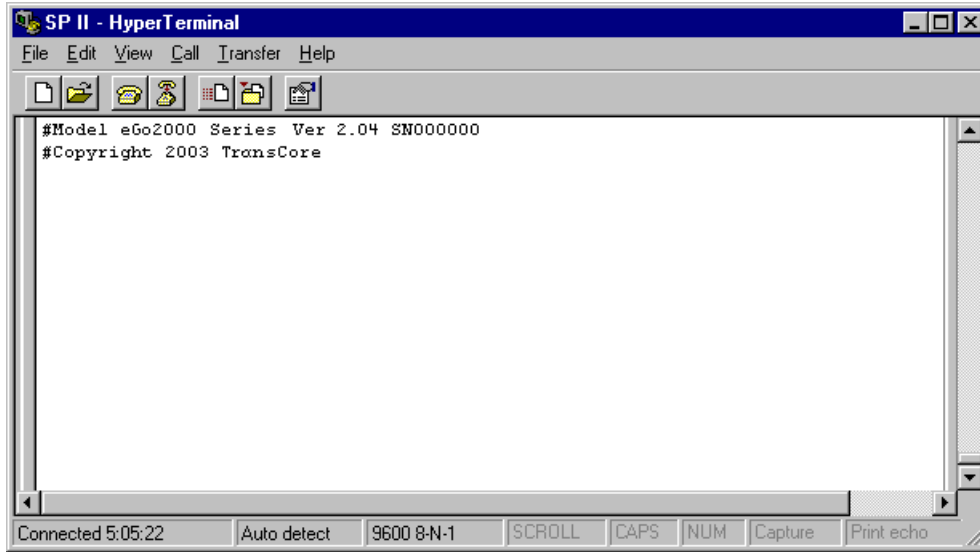 SP II - HyperTerminal
File Edit View Call Transfer Help
#Model eGo2000 Series Ver 2.04 SN000000
#Copyright 2003 TransCore
Connected 5:05:22 Auto detect 9600 8-N-1 SCROLL CAPS NUM Capture Print echo